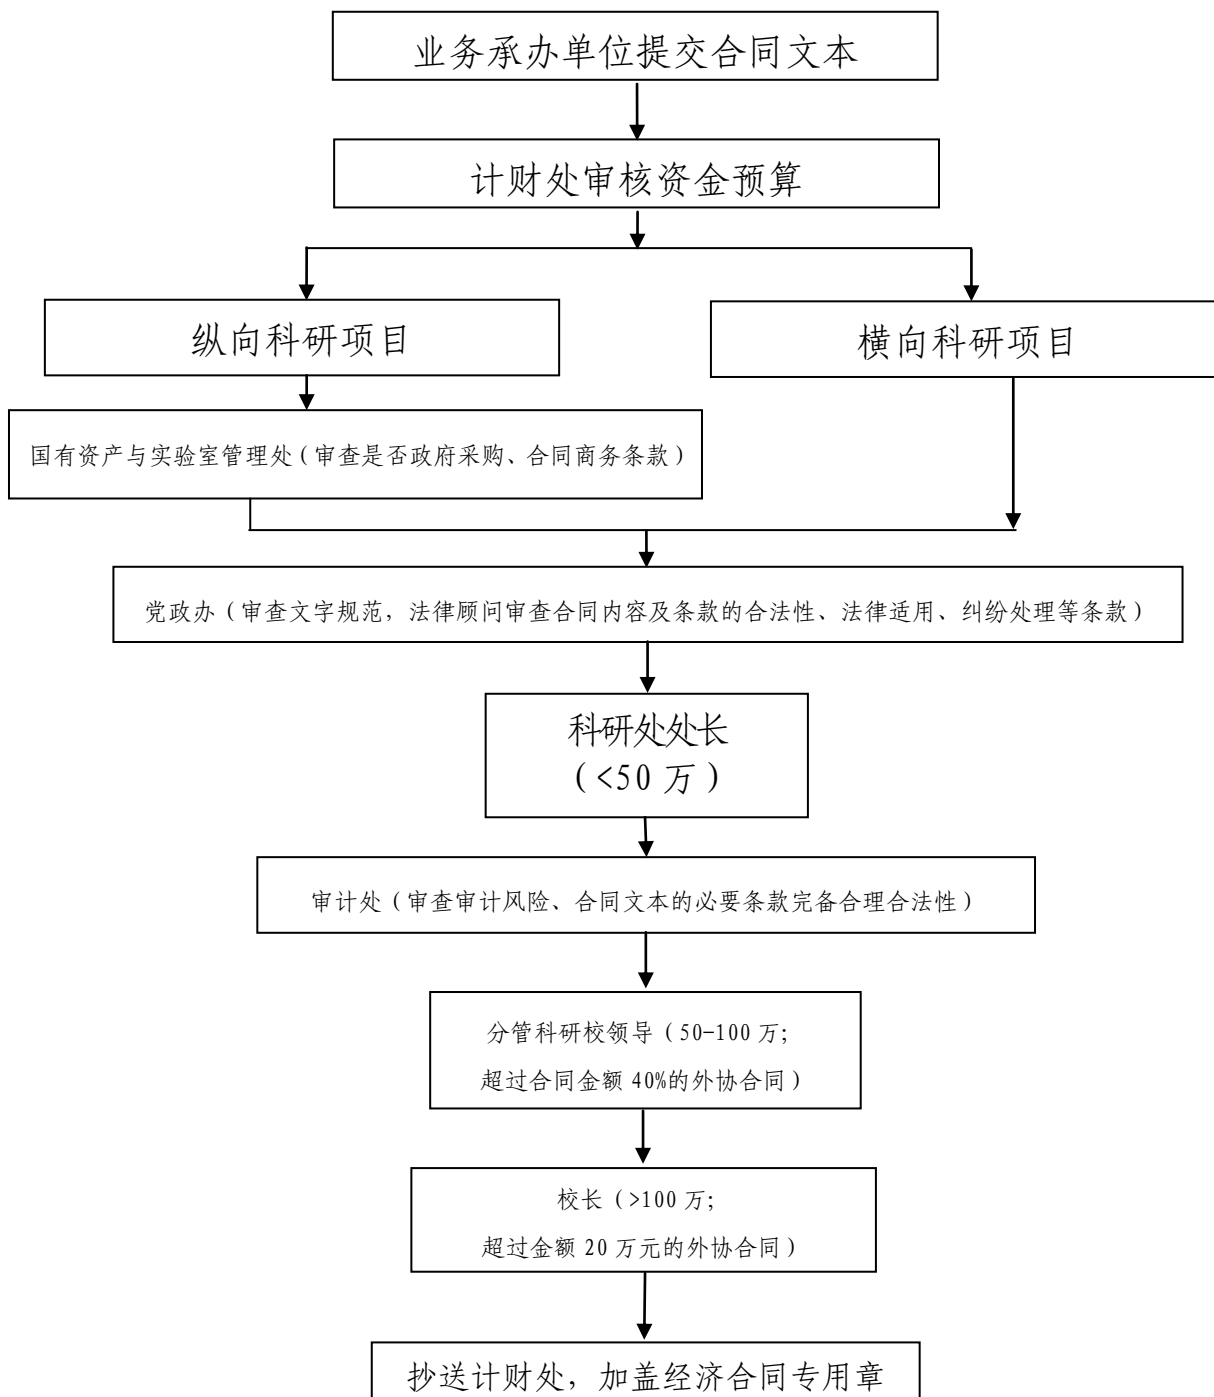 业务承办单位提交合同文本
计财处审核资金预算
纵向科研项目
横向科研项目
国有资产与实验室管理处（审查是否政府采购、合同商务条款）
党政办（审查文字规范，法律顾问审查合同内容及条款的合法性、法律适用、纠纷处理等条款）
科研处处长
（<50 万）
审计处（审查审计风险、合同文本的必要条款完备合理合法性）
分管科研校领导（50-100 万；
超过合同金额 40%的外协合同）
校长（>100 万；
超过金额 20 万元的外协合同）
抄送计财处，加盖经济合同专用章